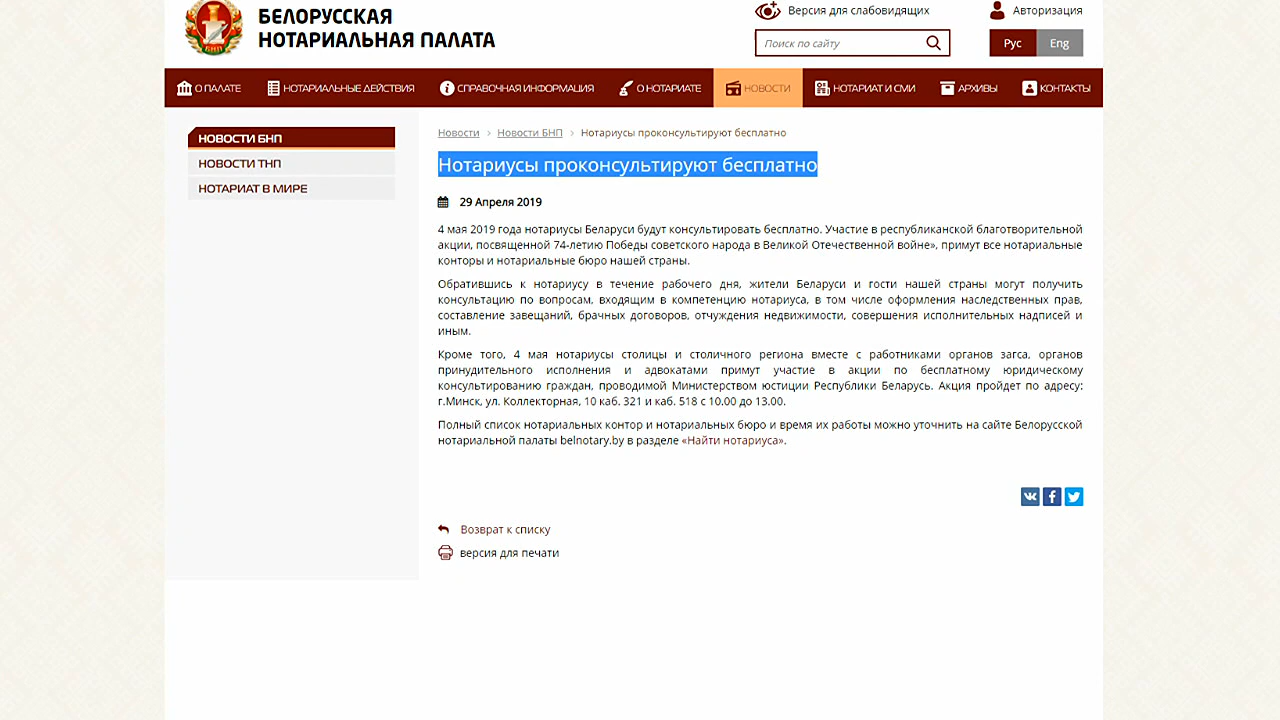 БЕЛОРУССКАЯ
НОТАРИАЛЬНАЯ ПАЛАТА
БНП
Версия для слабовидящих
Авторизация
Поиск по сайту
Рус
Eng
О ПАЛАТЕ
НОТАРИАЛЬНЫЕ ДЕЙСТВИЯ
СПРАВОЧНАЯ ИНФОРМАЦИЯ
О НОТАРИАТЕ
НОВОСТИ
НОТАРИАТ И СМИ
АРХИВЫ
КОНТАКТЫ
НОВОСТИ БНП
НОВОСТИ ТНП
НОТАРИАТ В МИРЕ
Новости › Новости БНП › Нотариусы проконсультируют бесплатно
Нотариусы проконсультируют бесплатно
29 Апреля 2019
4 мая 2019 года нотариусы Беларуси будут консультировать бесплатно. Участие в республиканской благотворительной
акции, посвященной 74-летию Победы советского народа в Великой Отечественной войне», примут все нотариальные
конторы и нотариальные бюро нашей страны.
Обратившись к нотариусу в течение рабочего дня, жители Беларуси и гости нашей страны могут получить
консультацию по вопросам, входящим в компетенцию нотариуса, в том числе оформления наследственных прав,
составление завещаний, брачных договоров, отчуждения недвижимости, совершения исполнительных надписей и
иным.
Кроме того, 4 мая нотариусы столицы и столичного региона вместе с работниками органов загса, органов
принудительного исполнения и адвокатами примут участие в акции по бесплатному юридическому
консультированию граждан, проводимой Министерством юстиции Республики Беларусь. Акция пройдет по адресу:
г.Минск, ул. Коллекторная, 10 каб. 321 и каб. 518 с 10.00 до 13.00.
Полный список нотариальных контор и нотариальных бюро и время их работы можно уточнить на сайте Белорусской
нотариальной палаты belnotary.by в разделе «Найти нотариуса».
Возврат к списку
версия для печати